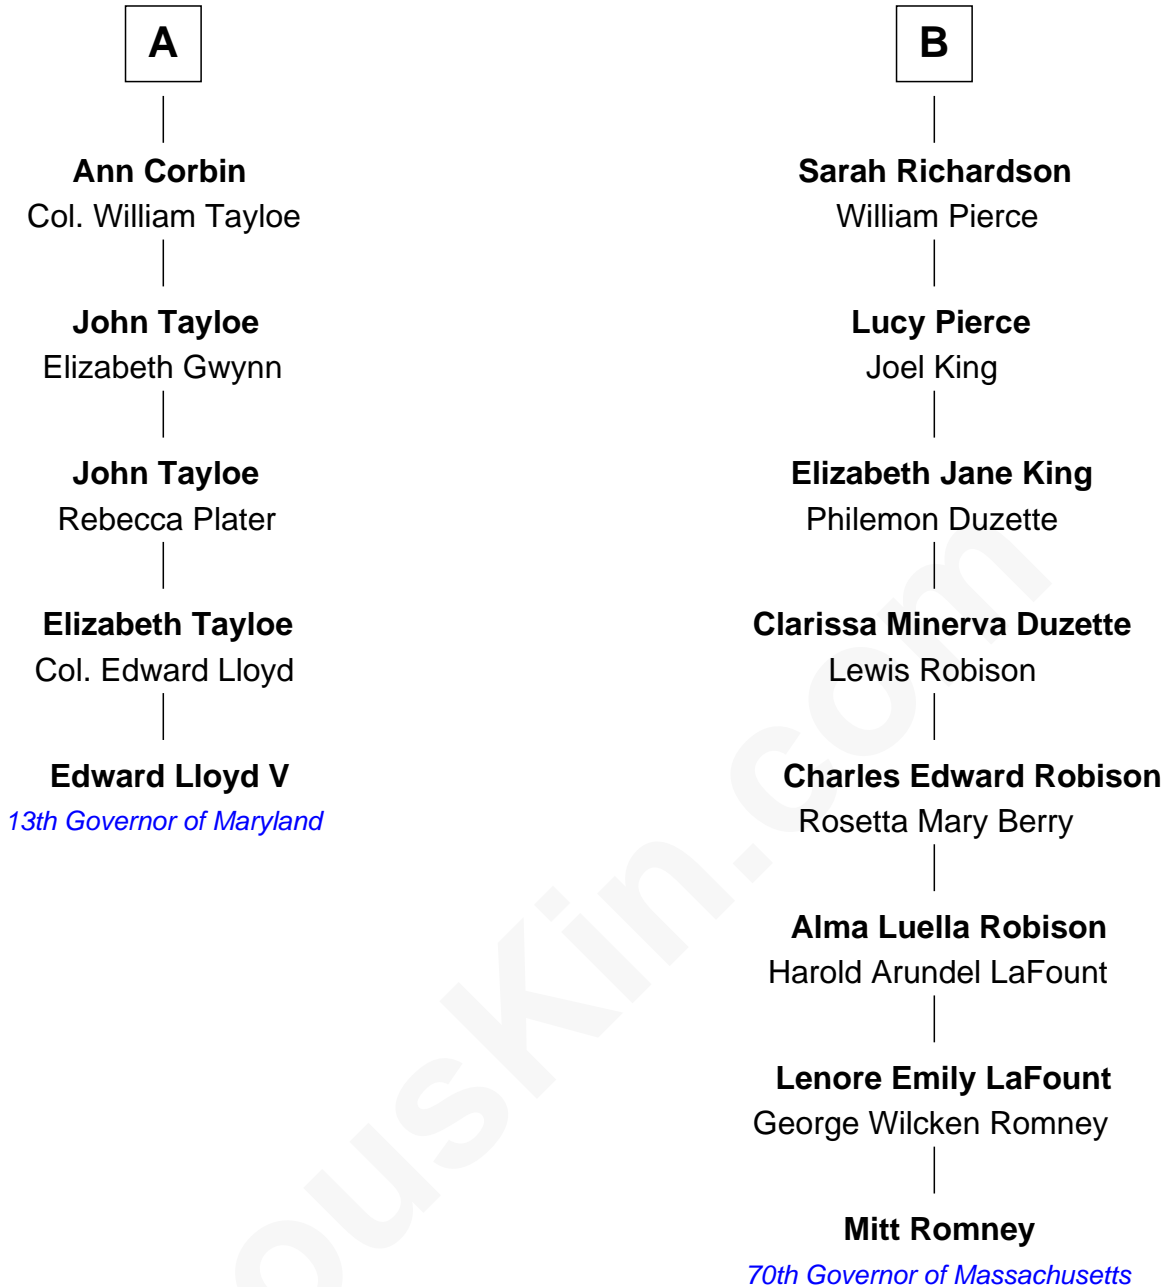 A
Ann Corbin
Col. William Tayloe
John Tayloe
Elizabeth Gwynn
John Tayloe
Rebecca Plater
Elizabeth Tayloe
Col. Edward Lloyd
Edward Lloyd V
13th Governor of Maryland
B
Sarah Richardson
William Pierce
Lucy Pierce
Joel King
Elizabeth Jane King
Philemon Duzette
Clarissa Minerva Duzette
Lewis Robison
Charles Edward Robison
Rosetta Mary Berry
Alma Luella Robison
Harold Arundel LaFount
Lenore Emily LaFount
George Wilcken Romney
Mitt Romney
70th Governor of Massachusetts
ousKin.com